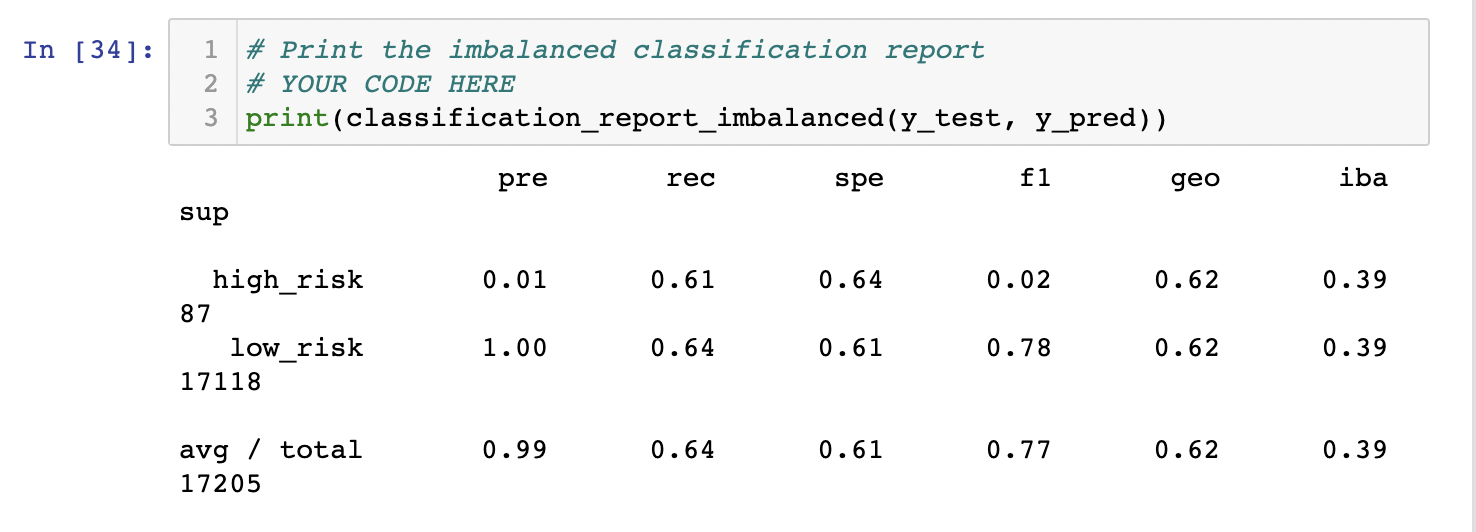 In [34]:
1 # Print the imbalanced classification report
2 # YOUR CODE HERE
3 print(classification_report_imbalanced(y_test, y_pred))
pre rec spe f1 geo iba
sup
high_risk 0.01 0.61 0.64 0.02 0.62 0.39
87
low_risk 1.00 0.64 0.61 0.78 0.62 0.39
17118
avg / total 0.99 0.64 0.61 0.77 0.62 0.39
17205